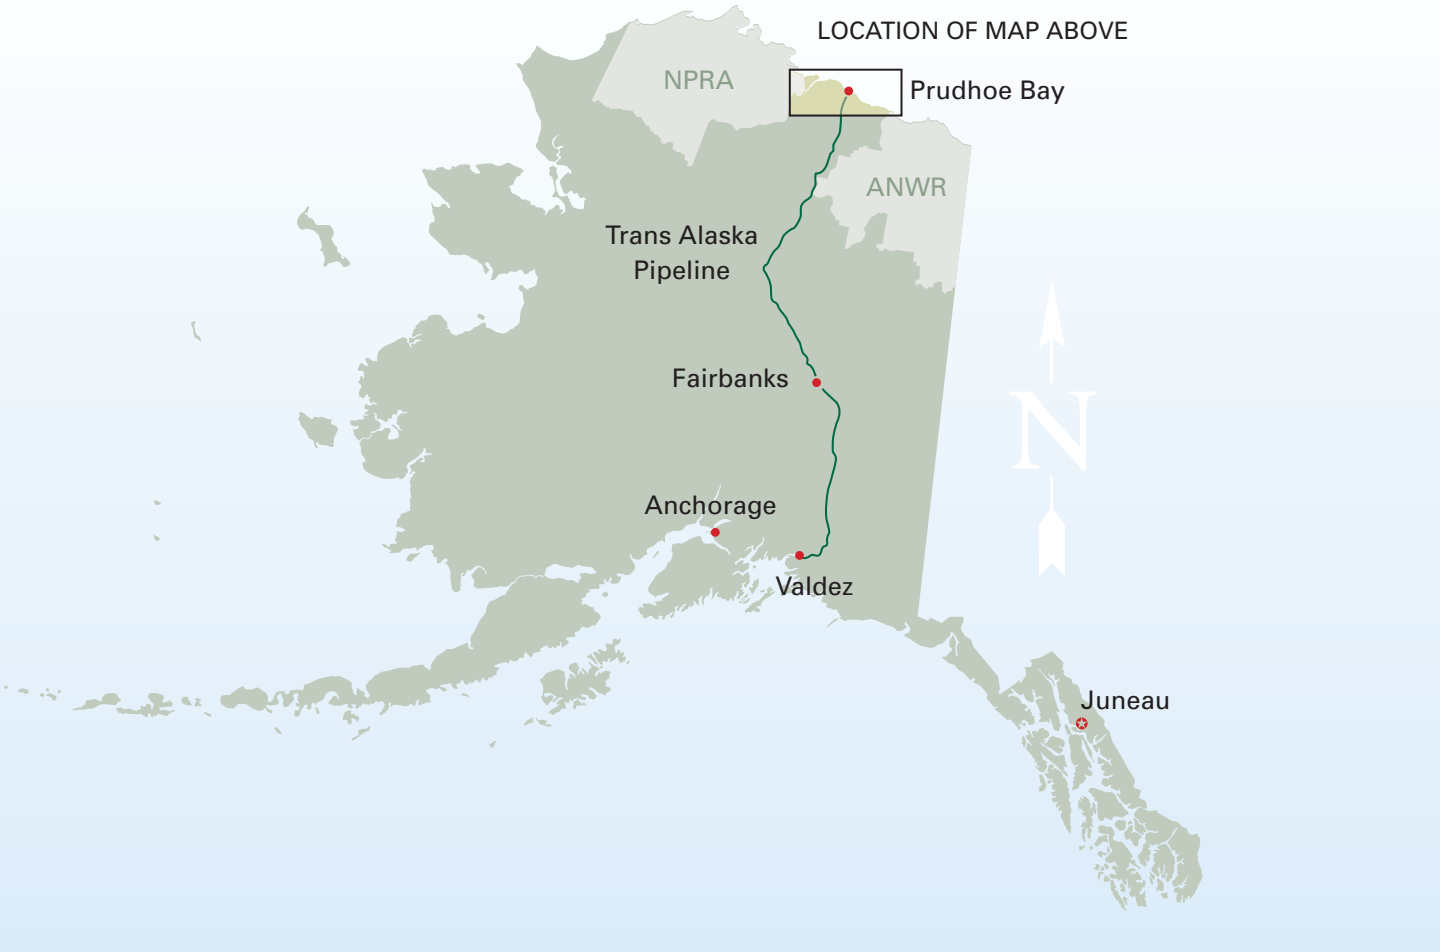 LOCATION OF MAP ABOVE
NPRA
Prudhoe Bay
ANWR
Trans Alaska
Pipeline
Fairbanks
N
Anchorage
Valdez
Juneau